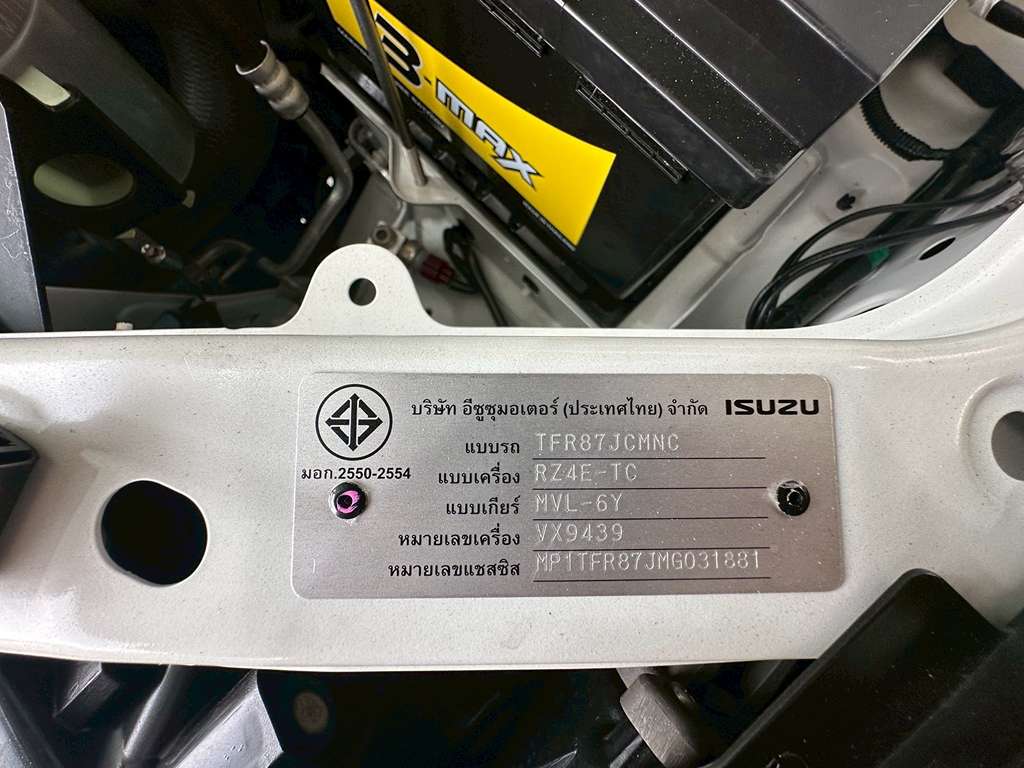 3-MAX
บริษัท อีซูซุมอเตอร์ (ประเทศไทย) จำกัด ISUZU
มอก.2550-2554
แบบรถ TFR87JCMNC
แบบเครื่อง RZ4E-TC
แบบเกียร์ MVL-6Y
หมายเลขเครื่อง VX9439
หมายเลขแชสซิส MP1TFR87JMG031881